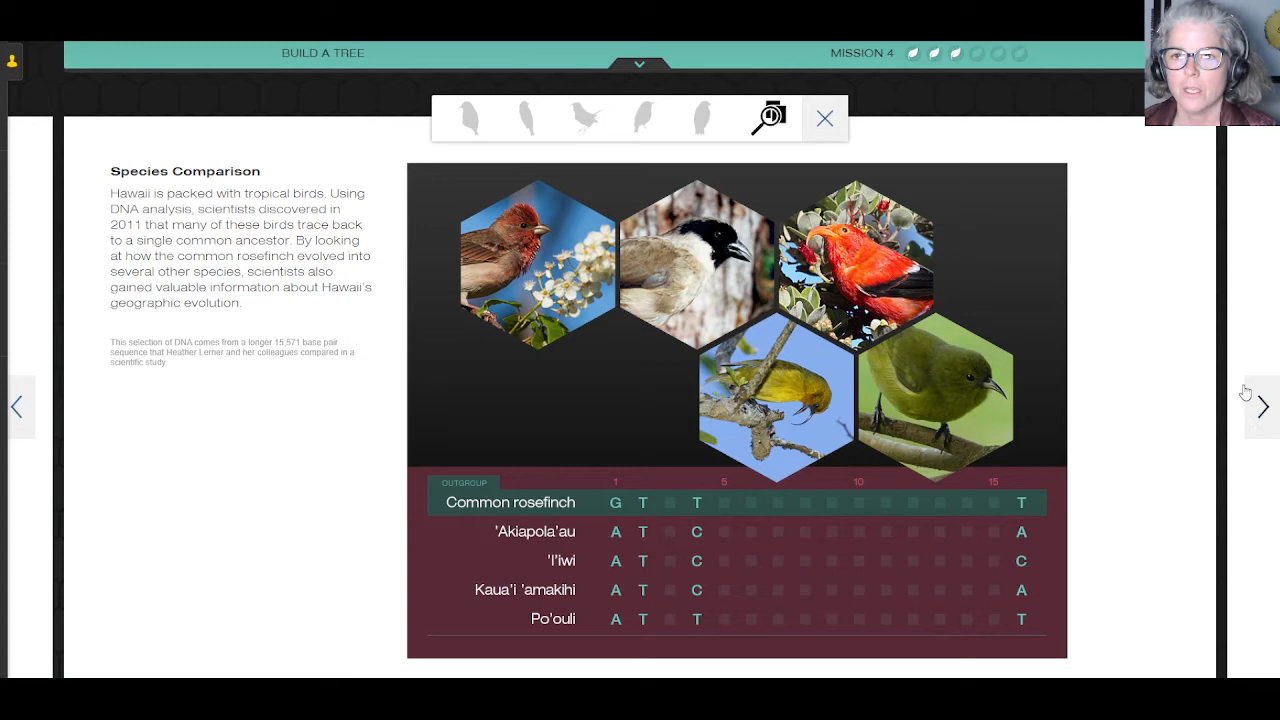 BUILD A TREE
MISSION 4
Species Comparison
Hawaii is packed with tropical birds. Using
DNA analysis, scientists discovered in
2011 that many of these birds trace back
to a single common ancestor. By looking
at how the common rosefinch evolved into
several other species, scientists also
gained valuable information about Hawaii's
geographic evolution.
This selection of DNA comes from a longer 15,571 base pair
sequence that Heather Lerner and her colleagues compared in a
scientific study.
OUTGROUP 1 5 10 15
Common rosefinch G T T T
'Akiapola'au A T C A
'I'iwi A T C C
Kaua'i 'amakihi A T C A
Po'ouli A T T T